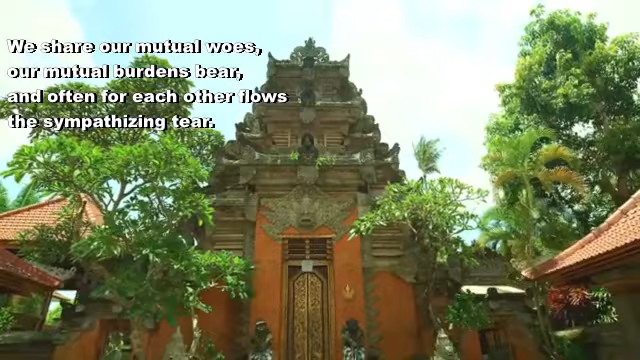 We share our mutual woes,
our mutual burdens bear,
and often for each other flows
the sympathizing tear.